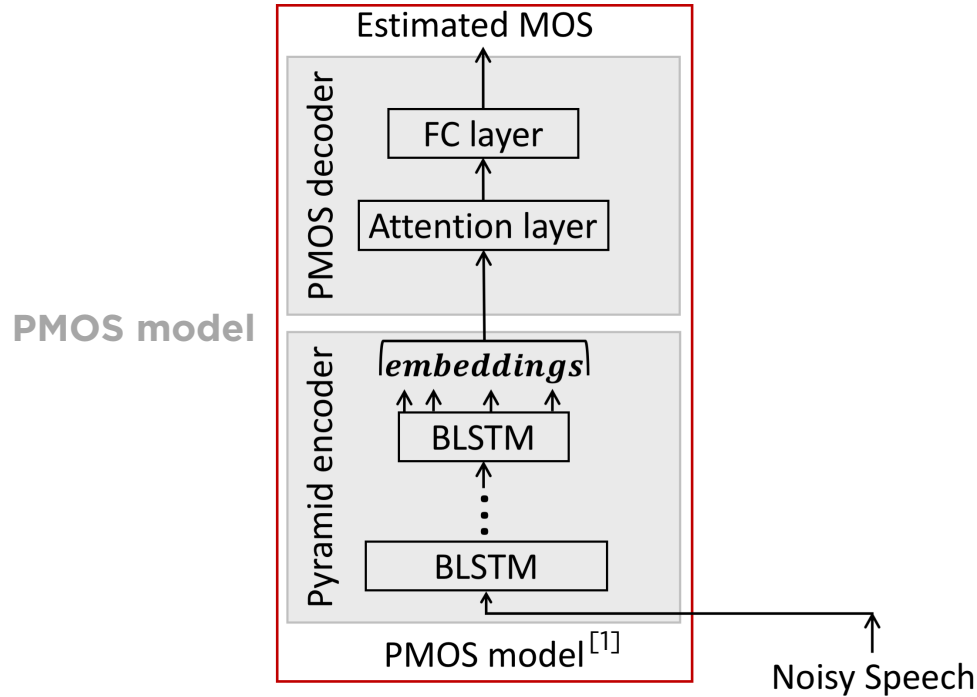 Estimated MOS
PMOS decoder
FC layer
Attention layer
PMOS model
Pyramid encoder
embeddings
BLSTM
BLSTM
PMOS model[1]
Noisy Speech